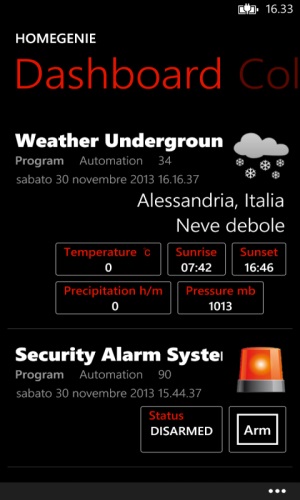 16.33
HOMEGENIE
Dashboard Col
Weather Undergroun
Program Automation 34
sabato 30 novembre 2013 16.16.37
Alessandria, Italia
Neve debole
Temperature c Sunrise Sunset
0 07:42 16:46
Precipitation h/m Pressure mb
0 1013
Security Alarm Syste
Program Automation 90
sabato 30 novembre 2013 15.44.37
Status
DISARMED Arm